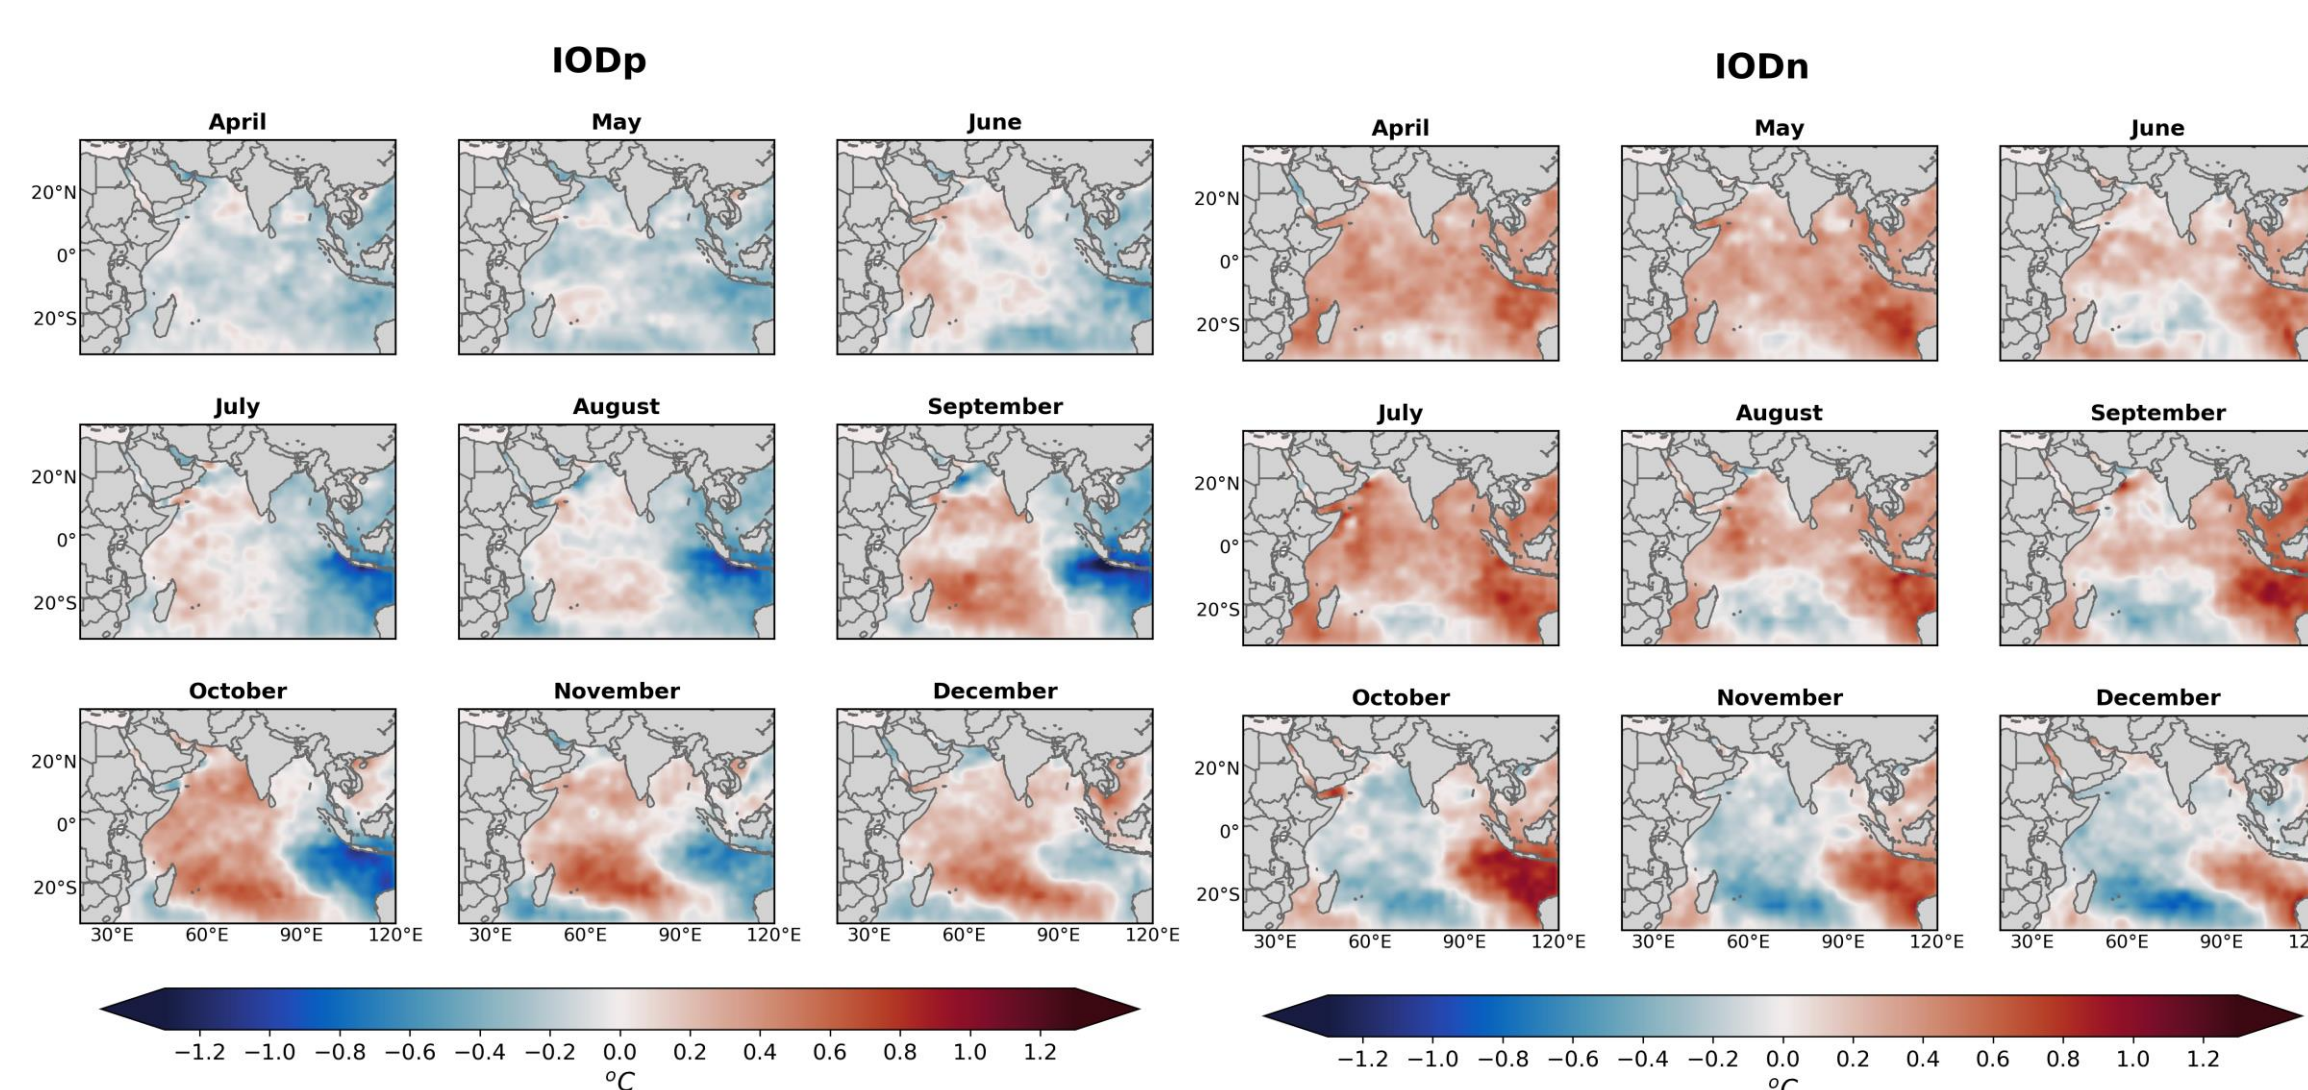 IODp
April May June
20°N
0°
20°S
July August September
20°N
0°
20°S
October November December
20°N
0°
20°S
30°E 60°E 90°E 120°E 30°E 60°E 90°E 120°E 30°E 60°E 90°E 120°E
−1.2 −1.0 −0.8 −0.6 −0.4 −0.2 0.0 0.2 0.4 0.6 0.8 1.0 1.2
°C
IODn
April May June
20°N
0°
20°S
July August September
20°N
0°
20°S
October November December
20°N
0°
20°S
30°E 60°E 90°E 120°E 30°E 60°E 90°E 120°E 30°E 60°E 90°E 12
−1.2 −1.0 −0.8 −0.6 −0.4 −0.2 0.0 0.2 0.4 0.6 0.8 1.0 1.2
°C